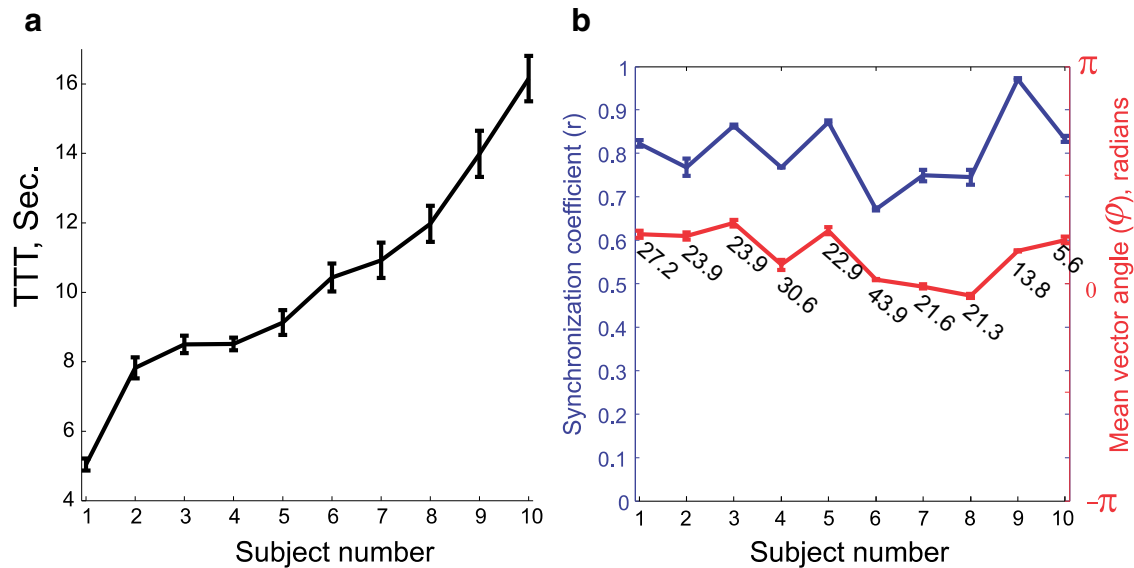 a
TTT, Sec.
16
14
12
10
8
6
4
1 2 3 4 5 6 7 8 9 10
Subject number
b
Synchronization coefficient (r)
1
0.9
0.8
0.7
0.6
0.5
0.4
0.3
0.2
0.1
0
27.2
23.9
23.9
30.6
22.9
43.9
21.6
21.3
13.8
5.6
1 2 3 4 5 6 7 8 9 10
Subject number
π
0
−π
Mean vector angle (φ), radians